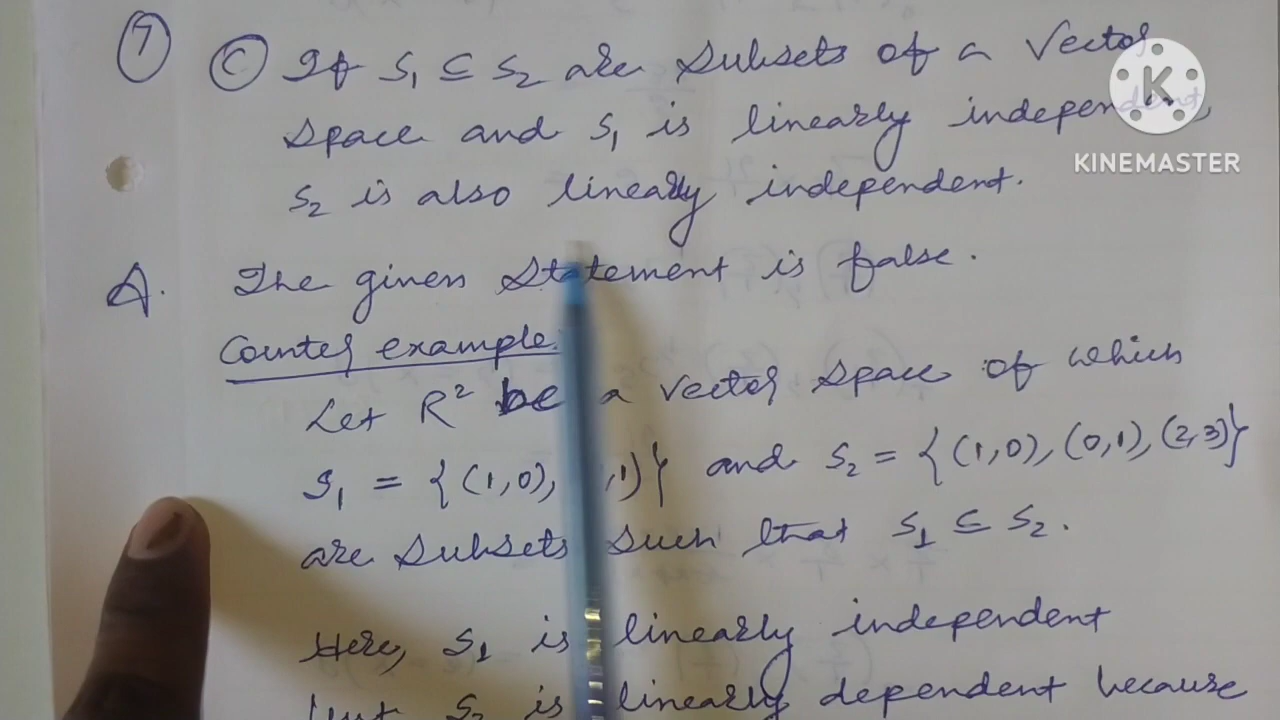 7 C If S1 ⊆ S2 are subsets of a vector
space and S1 is linearly independent,
S2 is also linearly independent.
A. The given statement is false.
Counter example:
Let R² be a vector space of which
S1 = {(1,0), ,1)} and S2 = {(1,0), (0,1), (2,3)}
are subsets such that S1 ⊆ S2.
Here, S1 is linearly independent
but S2 is linearly dependent because
K
KINEMASTER